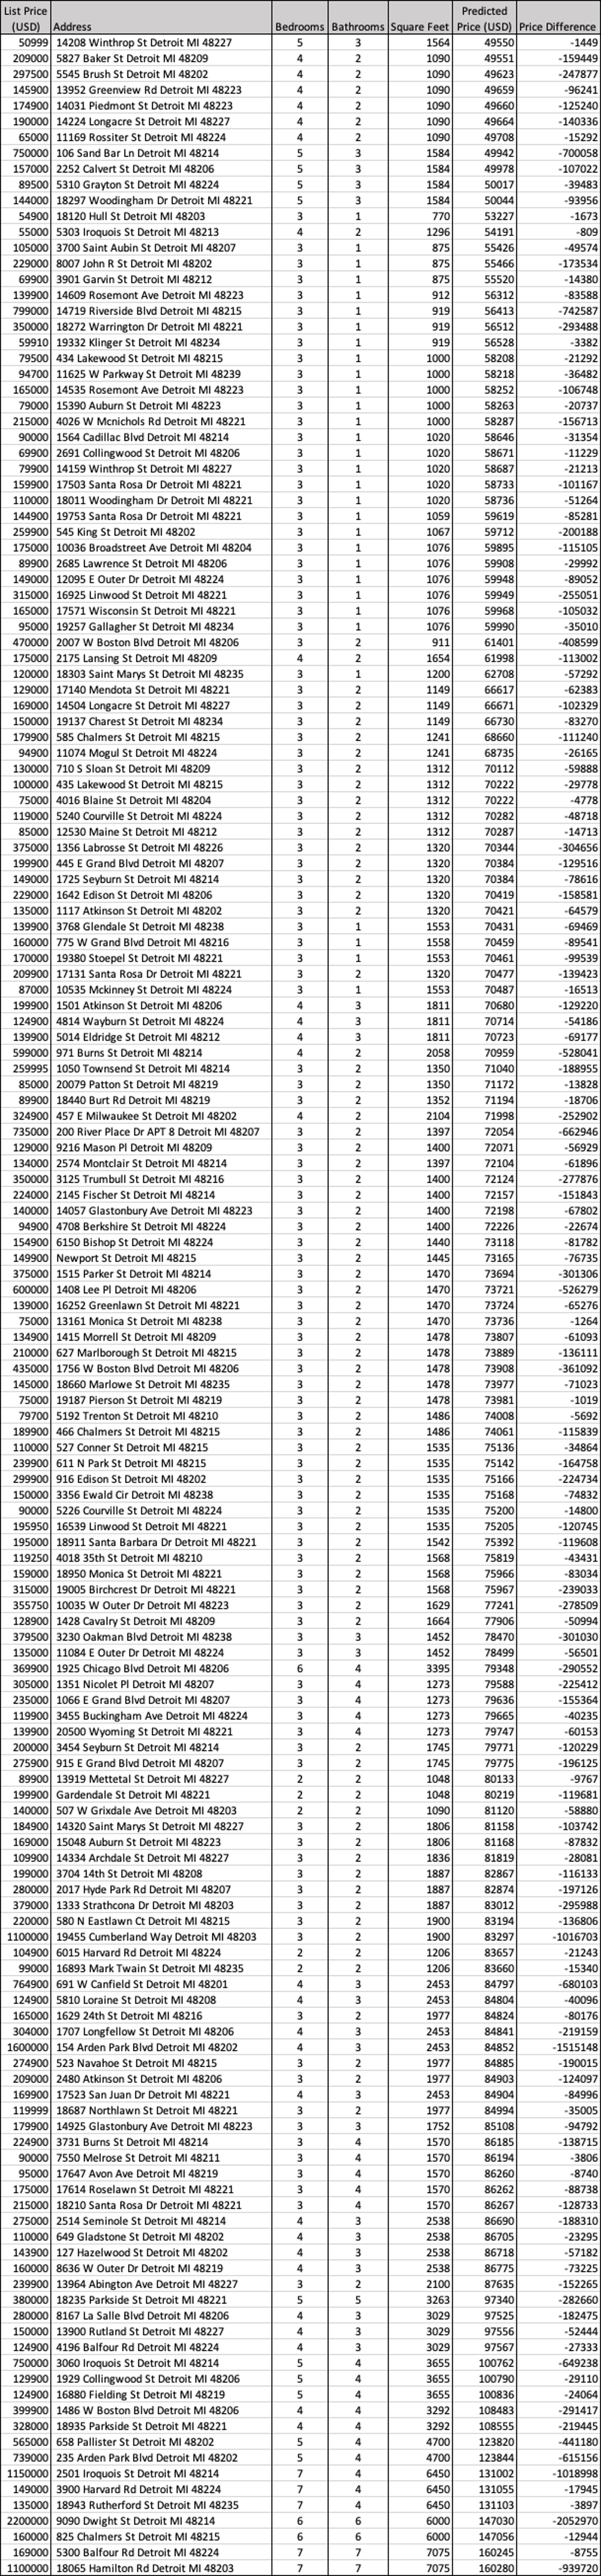 List Price (USD) Address Bedrooms Bathrooms Square Feet Predicted Price (USD) Price Difference
50999 14208 Winthrop St Detroit MI 48227 5 3 1564 49550 -1449
209000 5827 Baker St Detroit MI 48209 4 2 1090 49551 -159449
297500 5545 Brush St Detroit MI 48202 4 2 1090 49623 -247877
145900 13952 Greenview Rd Detroit MI 48223 4 2 1090 49659 -96241
174900 14031 Piedmont St Detroit MI 48223 4 2 1090 49660 -125240
190000 14224 Longacre St Detroit MI 48227 4 2 1090 49664 -140336
65000 11169 Rossiter St Detroit MI 48224 4 2 1090 49708 -15292
750000 106 Sand Bar Ln Detroit MI 48214 5 3 1584 49942 -700058
157000 2252 Calvert St Detroit MI 48206 5 3 1584 49978 -107022
89500 5310 Grayton St Detroit MI 48224 5 3 1584 50017 -39483
144000 18297 Woodingham Dr Detroit MI 48221 5 3 1584 50044 -93956
54900 18120 Hull St Detroit MI 48203 3 1 770 53227 -1673
55000 5303 Iroquois St Detroit MI 48213 4 2 1296 54191 -809
105000 3700 Saint Aubin St Detroit MI 48207 3 1 875 55426 -49574
229000 8007 John R St Detroit MI 48202 3 1 875 55466 -173534
69900 3901 Garvin St Detroit MI 48212 3 1 875 55520 -14380
139900 14609 Rosemont Ave Detroit MI 48223 3 1 912 56312 -83588
799000 14719 Riverside Blvd Detroit MI 48215 3 1 919 56413 -742587
350000 18272 Warrington Dr Detroit MI 48221 3 1 919 56512 -293488
59910 19332 Klinger St Detroit MI 48234 3 1 919 56528 -3382
79500 434 Lakewood St Detroit MI 48215 3 1 1000 58208 -21292
94700 11625 W Parkway St Detroit MI 48239 3 1 1000 58218 -36482
165000 14535 Rosemont Ave Detroit MI 48223 3 1 1000 58252 -106748
79000 15390 Auburn St Detroit MI 48223 3 1 1000 58263 -20737
215000 4026 W Mcnichols Rd Detroit MI 48221 3 1 1000 58287 -156713
90000 1564 Cadillac Blvd Detroit MI 48214 3 1 1020 58646 -31354
69900 2691 Collingwood St Detroit MI 48206 3 1 1020 58671 -11229
79900 14159 Winthrop St Detroit MI 48227 3 1 1020 58687 -21213
159900 17503 Santa Rosa Dr Detroit MI 48221 3 1 1020 58733 -101167
110000 18011 Woodingham Dr Detroit MI 48221 3 1 1020 58736 -51264
144900 19753 Santa Rosa Dr Detroit MI 48221 3 1 1059 59619 -85281
259900 545 King St Detroit MI 48202 3 1 1067 59712 -200188
175000 10036 Broadstreet Ave Detroit MI 48204 3 1 1076 59895 -115105
89900 2685 Lawrence St Detroit MI 48206 3 1 1076 59908 -29992
149000 12095 E Outer Dr Detroit MI 48224 3 1 1076 59948 -89052
315000 16925 Linwood St Detroit MI 48221 3 1 1076 59949 -255051
165000 17571 Wisconsin St Detroit MI 48221 3 1 1076 59968 -105032
95000 19257 Gallagher St Detroit MI 48234 3 1 1076 59990 -35010
470000 2007 W Boston Blvd Detroit MI 48206 3 2 911 61401 -408599
175000 2175 Lansing St Detroit MI 48209 4 2 1654 61998 -113002
120000 18303 Saint Marys St Detroit MI 48235 3 1 1200 62708 -57292
129000 17140 Mendota St Detroit MI 48221 3 2 1149 66617 -62383
169000 14504 Longacre St Detroit MI 48227 3 2 1149 66671 -102329
150000 19137 Charest St Detroit MI 48234 3 2 1149 66730 -83270
179900 585 Chalmers St Detroit MI 48215 3 2 1241 68660 -111240
94900 11074 Mogul St Detroit MI 48224 3 2 1241 68735 -26165
130000 710 S Sloan St Detroit MI 48209 3 2 1312 70112 -59888
100000 435 Lakewood St Detroit MI 48215 3 2 1312 70222 -29778
75000 4016 Blaine St Detroit MI 48204 3 2 1312 70222 -4778
119000 5240 Courville St Detroit MI 48224 3 2 1312 70282 -48718
85000 12530 Maine St Detroit MI 48212 3 2 1312 70287 -14713
375000 1356 Labrosse St Detroit MI 48226 3 2 1320 70344 -304656
199900 445 E Grand Blvd Detroit MI 48207 3 2 1320 70384 -129516
149000 1725 Seyburn St Detroit MI 48214 3 2 1320 70384 -78616
229000 1642 Edison St Detroit MI 48206 3 2 1320 70419 -158581
135000 1117 Atkinson St Detroit MI 48202 3 2 1320 70421 -64579
139900 3768 Glendale St Detroit MI 48238 3 1 1553 70431 -69469
160000 775 W Grand Blvd Detroit MI 48216 3 1 1558 70459 -89541
170000 19380 Stoepel St Detroit MI 48221 3 1 1553 70461 -99539
209900 17131 Santa Rosa Dr Detroit MI 48221 3 2 1320 70477 -139423
87000 10535 Mckinney St Detroit MI 48224 3 1 1553 70487 -16513
199900 1501 Atkinson St Detroit MI 48206 4 3 1811 70680 -129220
124900 4814 Wayburn St Detroit MI 48224 4 3 1811 70714 -54186
139900 5014 Eldridge St Detroit MI 48212 4 3 1811 70723 -69177
599000 971 Burns St Detroit MI 48214 4 2 2058 70959 -528041
259995 1050 Townsend St Detroit MI 48214 3 2 1350 71040 -188955
85000 20079 Patton St Detroit MI 48219 3 2 1350 71172 -13828
89900 18440 Burt Rd Detroit MI 48219 3 2 1352 71194 -18706
324900 457 E Milwaukee St Detroit MI 48202 4 2 2104 71998 -252902
735000 200 River Place Dr APT 8 Detroit MI 48207 3 2 1397 72054 -662946
129000 9216 Mason Pl Detroit MI 48209 3 2 1400 72071 -56929
134000 2574 Montclair St Detroit MI 48214 3 2 1397 72104 -61896
350000 3125 Trumbull St Detroit MI 48216 3 2 1400 72124 -277876
224000 2145 Fischer St Detroit MI 48214 3 2 1400 72157 -151843
140000 14057 Glastonbury Ave Detroit MI 48223 3 2 1400 72198 -67802
94900 4708 Berkshire St Detroit MI 48224 3 2 1400 72226 -22674
154900 6150 Bishop St Detroit MI 48224 3 2 1440 73118 -81782
149900 Newport St Detroit MI 48215 3 2 1445 73165 -76735
375000 1515 Parker St Detroit MI 48214 3 2 1470 73694 -301306
600000 1408 Lee Pl Detroit MI 48206 3 2 1470 73721 -526279
139000 16252 Greenlawn St Detroit MI 48221 3 2 1470 73724 -65276
75000 13161 Monica St Detroit MI 48238 3 2 1470 73736 -1264
134900 1415 Morrell St Detroit MI 48209 3 2 1478 73807 -61093
210000 627 Marlborough St Detroit MI 48215 3 2 1478 73889 -136111
435000 1756 W Boston Blvd Detroit MI 48206 3 2 1478 73908 -361092
145000 18660 Marlowe St Detroit MI 48235 3 2 1478 73977 -71023
75000 19187 Pierson St Detroit MI 48219 3 2 1478 73981 -1019
79700 5192 Trenton St Detroit MI 48210 3 2 1486 74008 -5692
189900 466 Chalmers St Detroit MI 48215 3 2 1486 74061 -115839
110000 527 Conner St Detroit MI 48215 3 2 1535 75136 -34864
239900 611 N Park St Detroit MI 48215 3 2 1535 75142 -164758
299900 916 Edison St Detroit MI 48202 3 2 1535 75166 -224734
150000 3356 Ewald Cir Detroit MI 48238 3 2 1535 75168 -74832
90000 5226 Courville St Detroit MI 48224 3 2 1535 75200 -14800
195950 16539 Linwood St Detroit MI 48221 3 2 1535 75205 -120745
195000 18911 Santa Barbara Dr Detroit MI 48221 3 2 1542 75392 -119608
119250 4018 35th St Detroit MI 48210 3 2 1568 75819 -43431
159000 18950 Monica St Detroit MI 48221 3 2 1568 75966 -83034
315000 19005 Birchcrest Dr Detroit MI 48221 3 2 1568 75967 -239033
355750 10035 W Outer Dr Detroit MI 48223 3 2 1629 77241 -278509
128900 1428 Cavalry St Detroit MI 48209 3 2 1664 77906 -50994
379500 3230 Oakman Blvd Detroit MI 48238 3 3 1452 78470 -301030
135000 11084 E Outer Dr Detroit MI 48224 3 3 1452 78499 -56501
369900 1925 Chicago Blvd Detroit MI 48206 6 4 3395 79348 -290552
305000 1351 Nicolet Pl Detroit MI 48207 3 4 1273 79588 -225412
235000 1066 E Grand Blvd Detroit MI 48207 3 4 1273 79636 -155364
119900 3455 Buckingham Ave Detroit MI 48224 3 4 1273 79665 -40235
139900 20500 Wyoming St Detroit MI 48221 3 4 1273 79747 -60153
200000 3454 Seyburn St Detroit MI 48214 3 2 1745 79771 -120229
275900 915 E Grand Blvd Detroit MI 48207 3 2 1745 79775 -196125
89900 13919 Mettetal St Detroit MI 48227 2 2 1048 80133 -9767
199900 Gardendale St Detroit MI 48221 2 2 1048 80219 -119681
140000 507 W Grixdale Ave Detroit MI 48203 2 2 1090 81120 -58880
184900 14320 Saint Marys St Detroit MI 48227 3 2 1806 81158 -103742
169000 15048 Auburn St Detroit MI 48223 3 2 1806 81168 -87832
109900 14334 Archdale St Detroit MI 48227 3 2 1836 81819 -28081
199000 3704 14th St Detroit MI 48208 3 2 1887 82867 -116133
280000 2017 Hyde Park Rd Detroit MI 48207 3 2 1887 82874 -197126
379000 1333 Strathcona Dr Detroit MI 48203 3 2 1887 83012 -295988
220000 580 N Eastlawn Ct Detroit MI 48215 3 2 1900 83194 -136806
1100000 19455 Cumberland Way Detroit MI 48203 3 2 1900 83297 -1016703
104900 6015 Harvard Rd Detroit MI 48224 2 2 1206 83657 -21243
99000 16893 Mark Twain St Detroit MI 48235 2 2 1206 83660 -15340
764900 691 W Canfield St Detroit MI 48201 4 3 2453 84797 -680103
124900 5810 Loraine St Detroit MI 48208 4 3 2453 84804 -40096
165000 1629 24th St Detroit MI 48216 3 2 1977 84824 -80176
304000 1707 Longfellow St Detroit MI 48206 4 3 2453 84841 -219159
1600000 154 Arden Park Blvd Detroit MI 48202 4 3 2453 84852 -1515148
274900 523 Navahoe St Detroit MI 48215 3 2 1977 84885 -190015
209000 2480 Atkinson St Detroit MI 48206 3 2 1977 84903 -124097
169900 17523 San Juan Dr Detroit MI 48221 4 3 2453 84904 -84996
119999 18687 Northlawn St Detroit MI 48221 3 2 1977 84994 -35005
179900 14925 Glastonbury Ave Detroit MI 48223 3 3 1752 85108 -94792
224900 3731 Burns St Detroit MI 48214 3 4 1570 86185 -138715
90000 7550 Melrose St Detroit MI 48211 3 4 1570 86194 -3806
95000 17647 Avon Ave Detroit MI 48219 3 4 1570 86260 -8740
175000 17614 Roselawn St Detroit MI 48221 3 4 1570 86262 -88738
215000 18210 Santa Rosa Dr Detroit MI 48221 3 4 1570 86267 -128733
275000 2514 Seminole St Detroit MI 48214 4 3 2538 86690 -188310
110000 649 Gladstone St Detroit MI 48202 4 3 2538 86705 -23295
143900 127 Hazelwood St Detroit MI 48202 4 3 2538 86718 -57182
160000 8636 W Outer Dr Detroit MI 48219 4 3 2538 86775 -73225
239900 13964 Abington Ave Detroit MI 48227 3 2 2100 87635 -152265
380000 18235 Parkside St Detroit MI 48221 5 5 3263 97340 -282660
280000 8167 La Salle Blvd Detroit MI 48206 4 3 3029 97525 -182475
150000 13900 Rutland St Detroit MI 48227 4 3 3029 97556 -52444
124900 4196 Balfour Rd Detroit MI 48224 4 3 3029 97567 -27333
750000 3060 Iroquois St Detroit MI 48214 5 4 3655 100762 -649238
129900 1929 Collingwood St Detroit MI 48206 5 4 3655 100790 -29110
124900 16880 Fielding St Detroit MI 48219 5 4 3655 100836 -24064
399900 1486 W Boston Blvd Detroit MI 48206 4 4 3292 108483 -291417
328000 18935 Parkside St Detroit MI 48221 4 4 3292 108555 -219445
565000 658 Pallister St Detroit MI 48202 5 4 4700 123820 -441180
739000 235 Arden Park Blvd Detroit MI 48202 5 4 4700 123844 -615156
1150000 2501 Iroquois St Detroit MI 48214 7 4 6450 131002 -1018998
149000 3900 Harvard Rd Detroit MI 48224 7 4 6450 131055 -17945
135000 18943 Rutherford St Detroit MI 48235 7 4 6450 131103 -3897
2200000 9090 Dwight St Detroit MI 48214 6 6 6000 147030 -2052970
160000 825 Chalmers St Detroit MI 48215 6 6 6000 147056 -12944
169000 5300 Balfour Rd Detroit MI 48224 7 7 7075 160245 -8755
1100000 18065 Hamilton Rd Detroit MI 48203 7 7 7075 160280 -939720